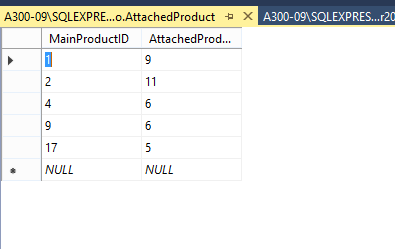 A300-09\SQLEXPRE...o.AttachedProduct A300-09\SQLEXPRES...r20
MainProductID AttachedProd...
1 9
2 11
4 6
9 6
17 5
NULL NULL